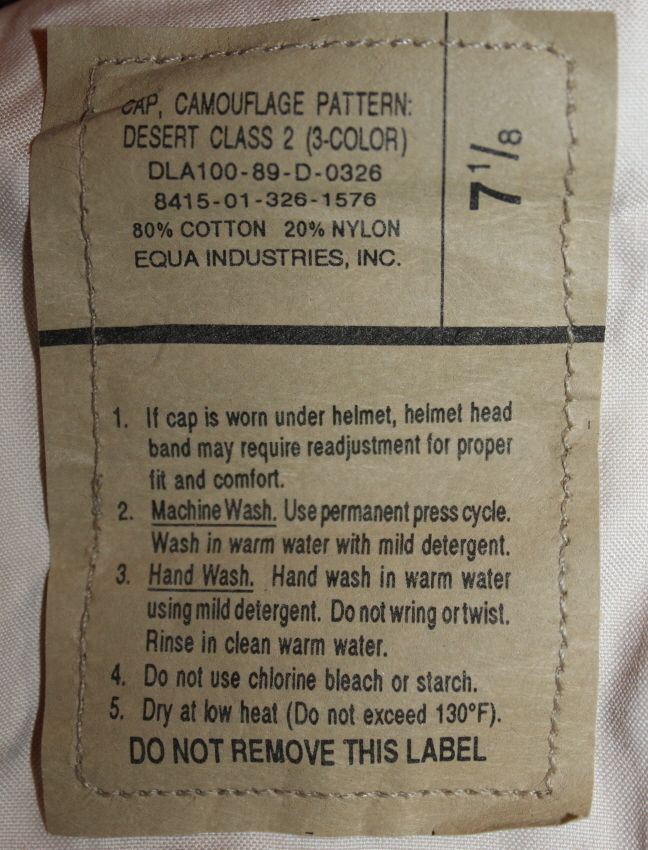 CAP, CAMOUFLAGE PATTERN:
DESERT CLASS 2 (3-COLOR)
DLA100-89-D-0326
8415-01-326-1576
80% COTTON 20% NYLON
EQUA INDUSTRIES, INC.
7 1/8
1. If cap is worn under helmet, helmet head
band may require readjustment for proper
fit and comfort.
2. Machine Wash. Use permanent press cycle.
Wash in warm water with mild detergent.
3. Hand Wash. Hand wash in warm water
using mild detergent. Do not wring or twist.
Rinse in clean warm water.
4. Do not use chlorine bleach or starch.
5. Dry at low heat (Do not exceed 130°F).
DO NOT REMOVE THIS LABEL